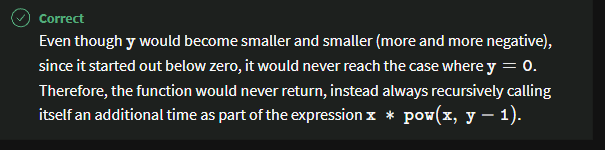 Correct
Even though y would become smaller and smaller (more and more negative),
since it started out below zero, it would never reach the case where y = 0.
Therefore, the function would never return, instead always recursively calling
itself an additional time as part of the expression x * pow(x, y − 1).